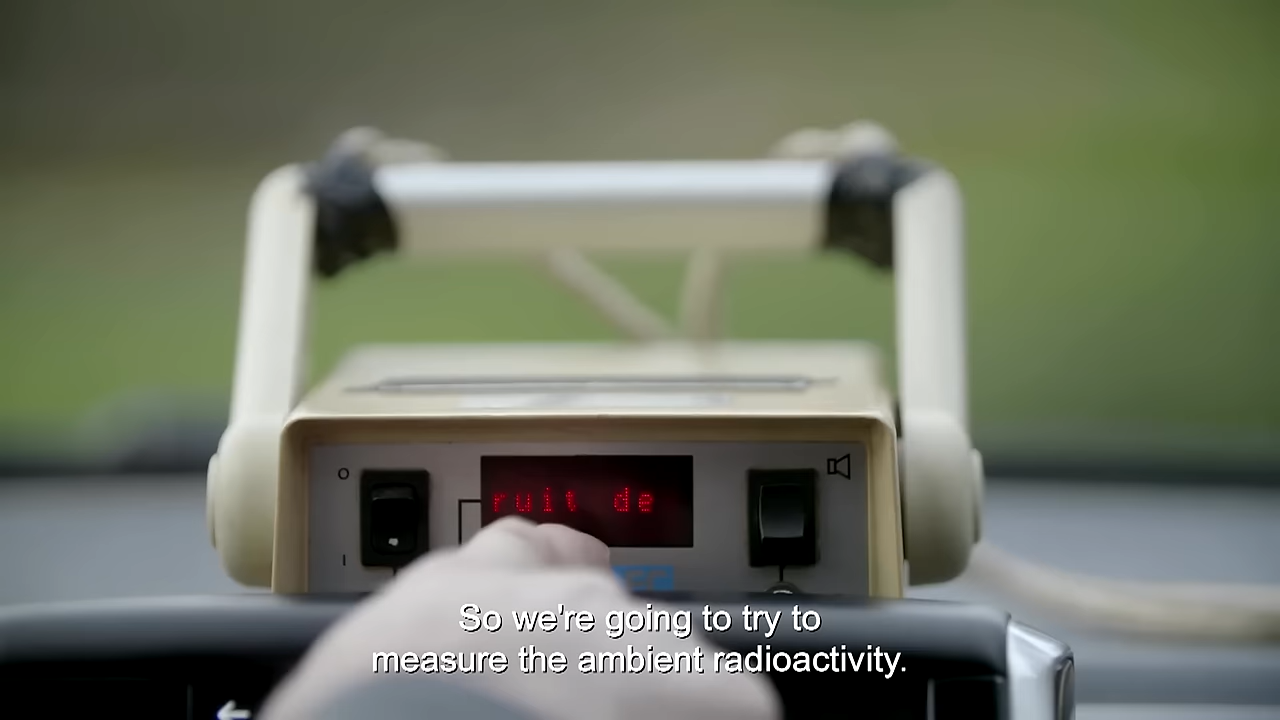 O
ruit de
I
So we're going to try to
measure the ambient radioactivity.